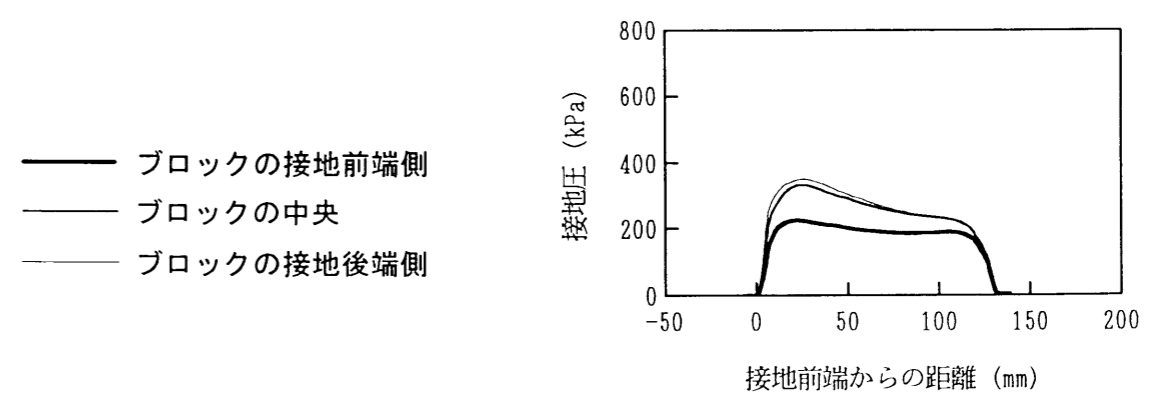 ブロックの接地前端側
ブロックの中央
ブロックの接地後端側
接地圧 (kPa)
800
600
400
200
0
-50 0 50 100 150 200
接地前端からの距離 (mm)